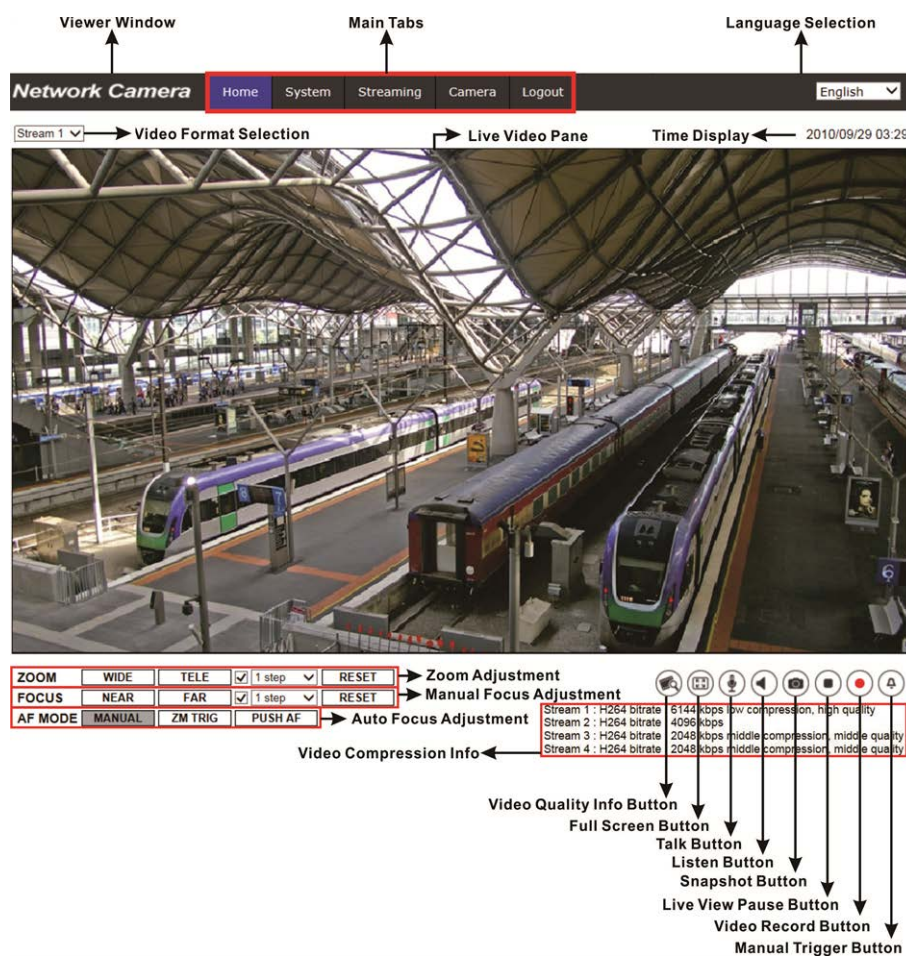 Viewer Window Main Tabs Language Selection
Network Camera Home System Streaming Camera Logout English
Stream 1 Video Format Selection Live Video Pane Time Display 2010/09/29 03:29
8 7
6
ZOOM WIDE TELE 1 step RESET Zoom Adjustment
FOCUS NEAR FAR 1 step RESET Manual Focus Adjustment
AF MODE MANUAL ZM TRIG PUSH AF Auto Focus Adjustment
Stream 1 : H264 bitrate 6144 kbps low compression, high quality
Stream 2 : H264 bitrate 4096 kbps
Stream 3 : H264 bitrate 2048 kbps middle compression, middle quality
Stream 4 : H264 bitrate 2048 kbps middle compression, middle quality
Video Compression Info
Video Quality Info Button
Full Screen Button
Talk Button
Listen Button
Snapshot Button
Live View Pause Button
Video Record Button
Manual Trigger Button